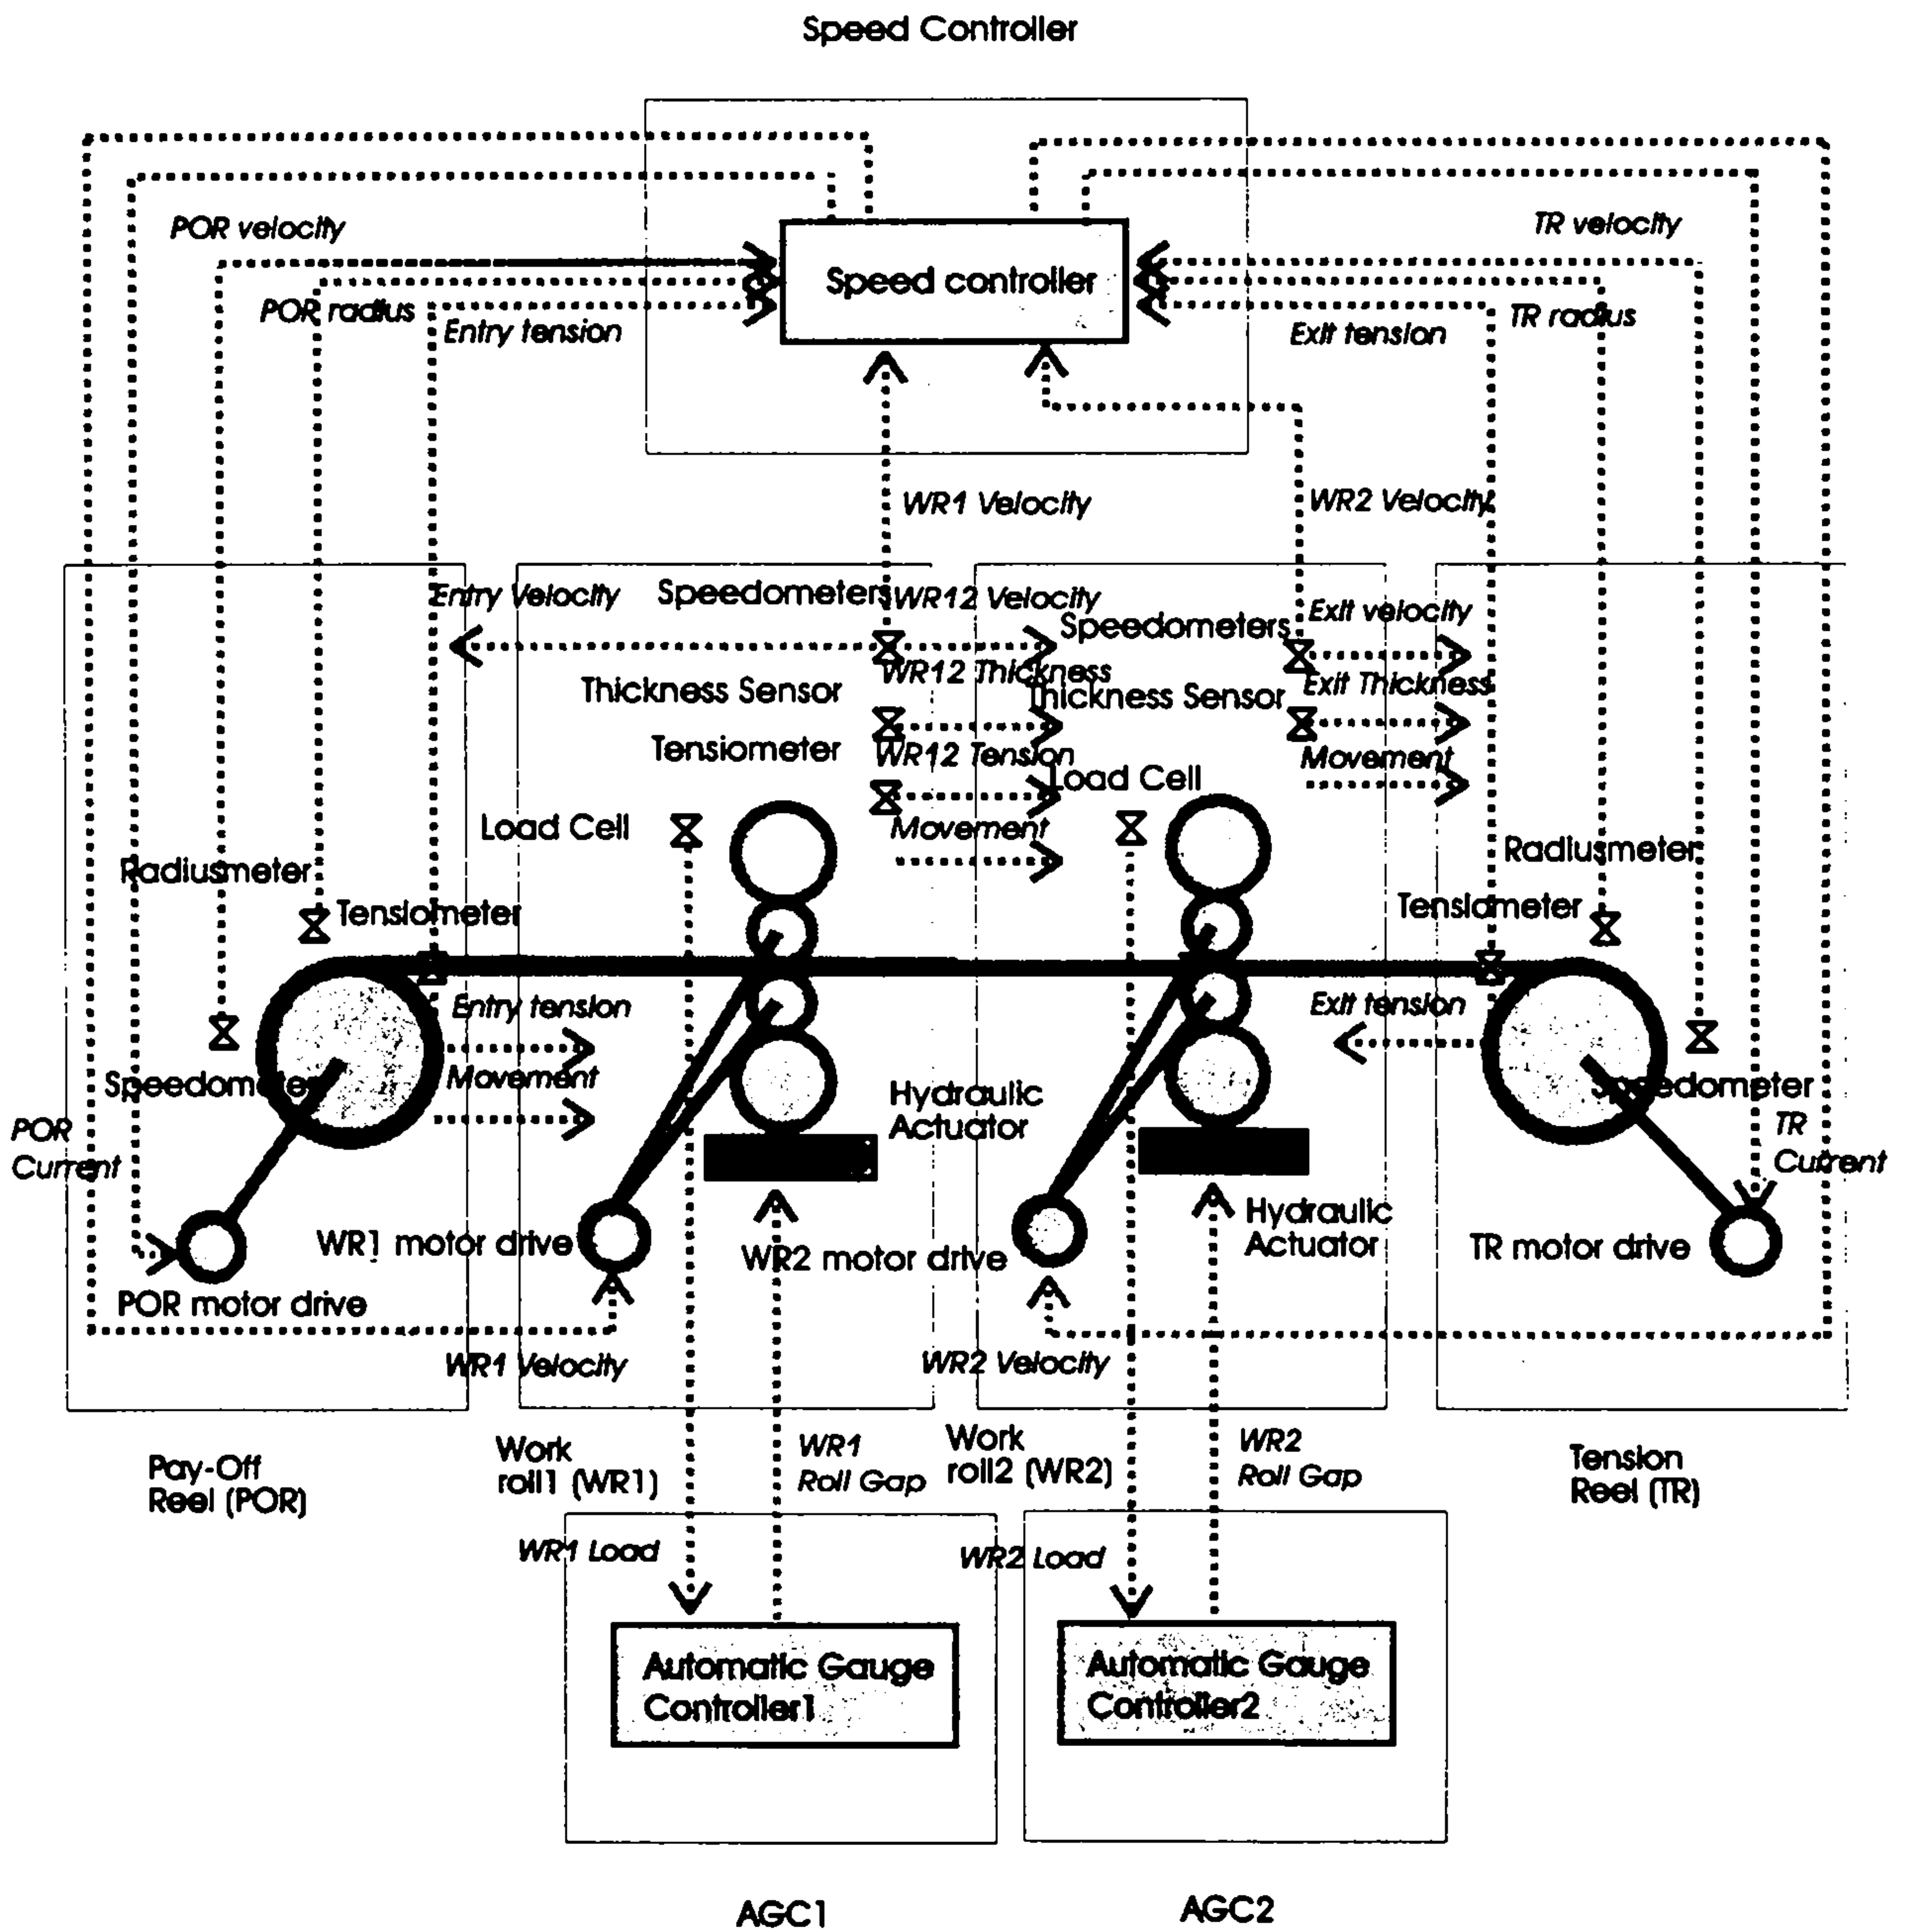 Speed Controller
POR velocity
TR velocity
Speed controller
POR radius
Entry tension
Exit tension
TR radius
WR1 Velocity
WR2 Velocity
Entry Velocity
Speedometers
WR12 Velocity
Speedometers
Exit velocity
WR12 Thickness
Thickness Sensor
Thickness Sensor
Exit Thickness
Tensiometer
WR12 Tension
Movement
Load Cell
Load Cell
Movement
Radiusmeter
Radiusmeter
Tensiometer
Tensiometer
Entry tension
Exit tension
Movement
Speedometer
Speedometer
Hydraulic
Actuator
POR
Current
TR
Current
Hydraulic
Actuator
WR1 motor drive
WR2 motor drive
TR motor drive
POR motor drive
WR1 Velocity
WR2 Velocity
Pay-Off
Reel (POR)
Work
roll1 (WR1)
WR1
Roll Gap
Work
roll2 (WR2)
WR2
Roll Gap
Tension
Reel (TR)
WR1 Load
WR2 Load
Automatic Gauge
Controller1
Automatic Gauge
Controller2
AGC1
AGC2